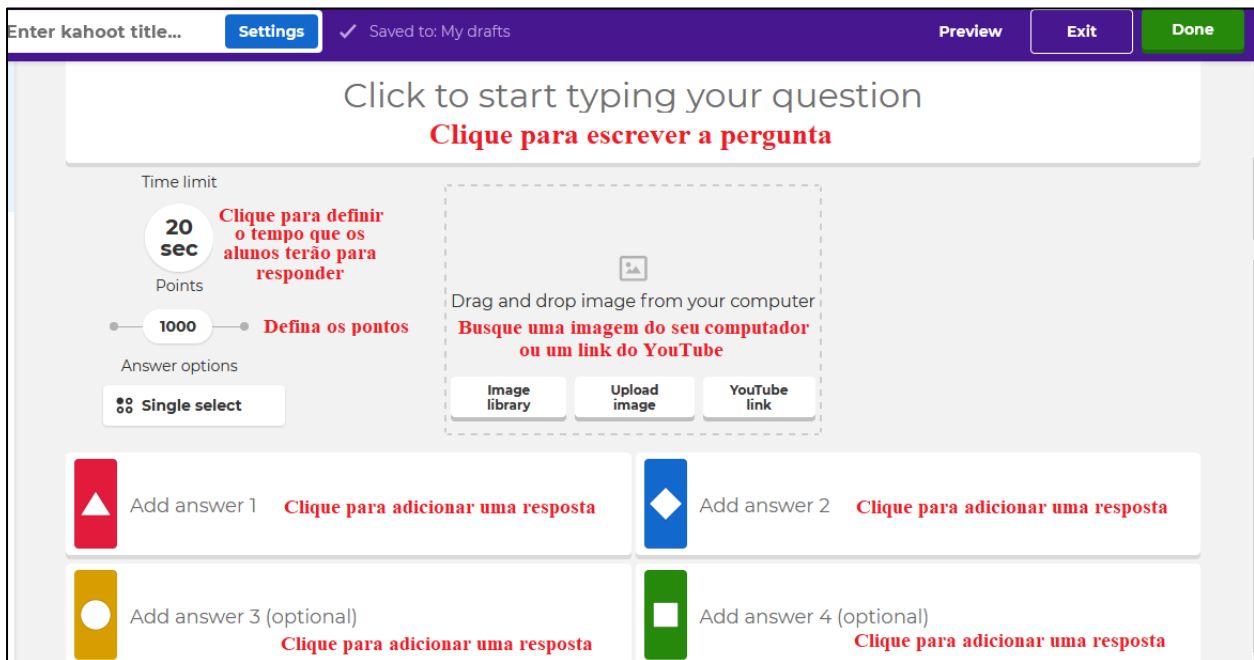 Enter kahoot title...
Settings
Saved to: My drafts
Preview
Exit
Done
Click to start typing your question
Clique para escrever a pergunta
Time limit
20
sec
Clique para definir
o tempo que os
alunos terão para
responder
Points
1000
Defina os pontos
Answer options
Single select
Drag and drop image from your computer
Busque uma imagem do seu computador
ou um link do YouTube
Image
library
Upload
image
YouTube
link
Add answer 1
Clique para adicionar uma resposta
Add answer 2
Clique para adicionar uma resposta
Add answer 3 (optional)
Clique para adicionar uma resposta
Add answer 4 (optional)
Clique para adicionar uma resposta